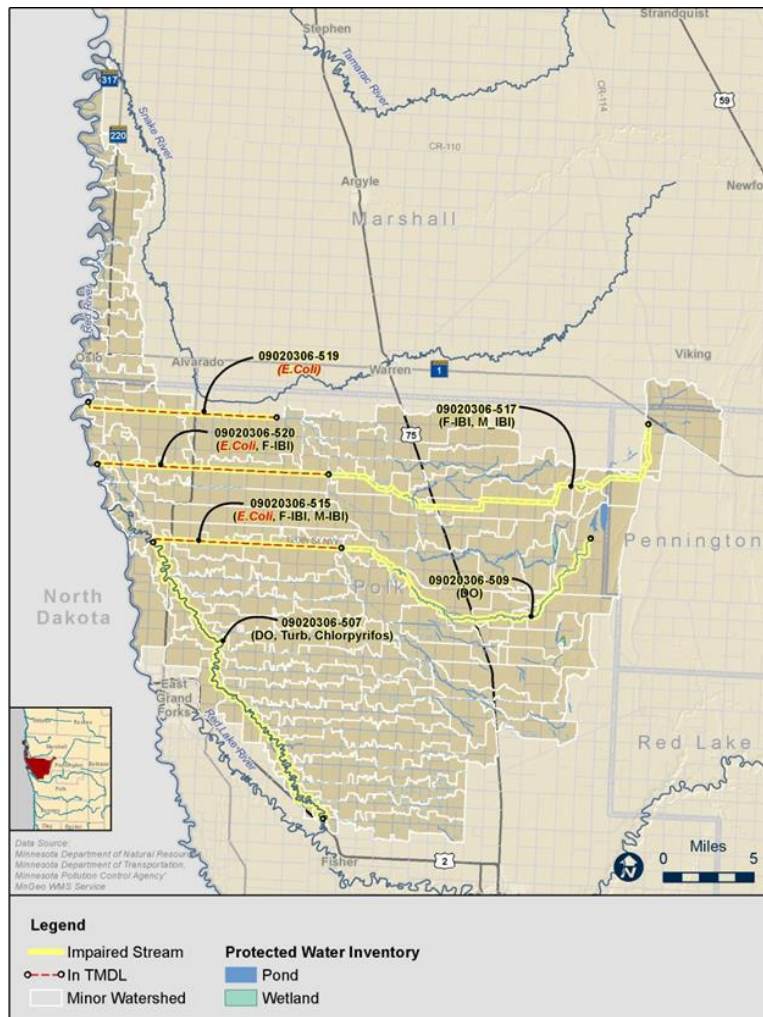 Strandquist
Stephen
317
Tamarac River
59
CR-114
Snake River
220
CR-110
Newfo
Argyle
Marshall
Red River
Viking
Oslo
Alvarado
09020306-519
(E.Coli)
Warren
1
09020306-517
(F-IBI, M_IBI)
09020306-520
(E.Coli, F-IBI)
75
09020306-515
(E.Coli, F-IBI, M-IBI)
Pennington
09020306-509
(DO)
North
Dakota
Polk
09020306-507
(DO, Turb, Chlorpyrifos)
East
Grand
Forks
Red Lake River
Red Lake
Data Source:
Minnesota Department of Natural Resourc
Minnesota Department of Transportation,
Minnesota Pollution Control Agency'
MnGeo WMS Service
Fisher
2
N
Miles
0 5
Legend
Impaired Stream
In TMDL
Minor Watershed
Protected Water Inventory
Pond
Wetland